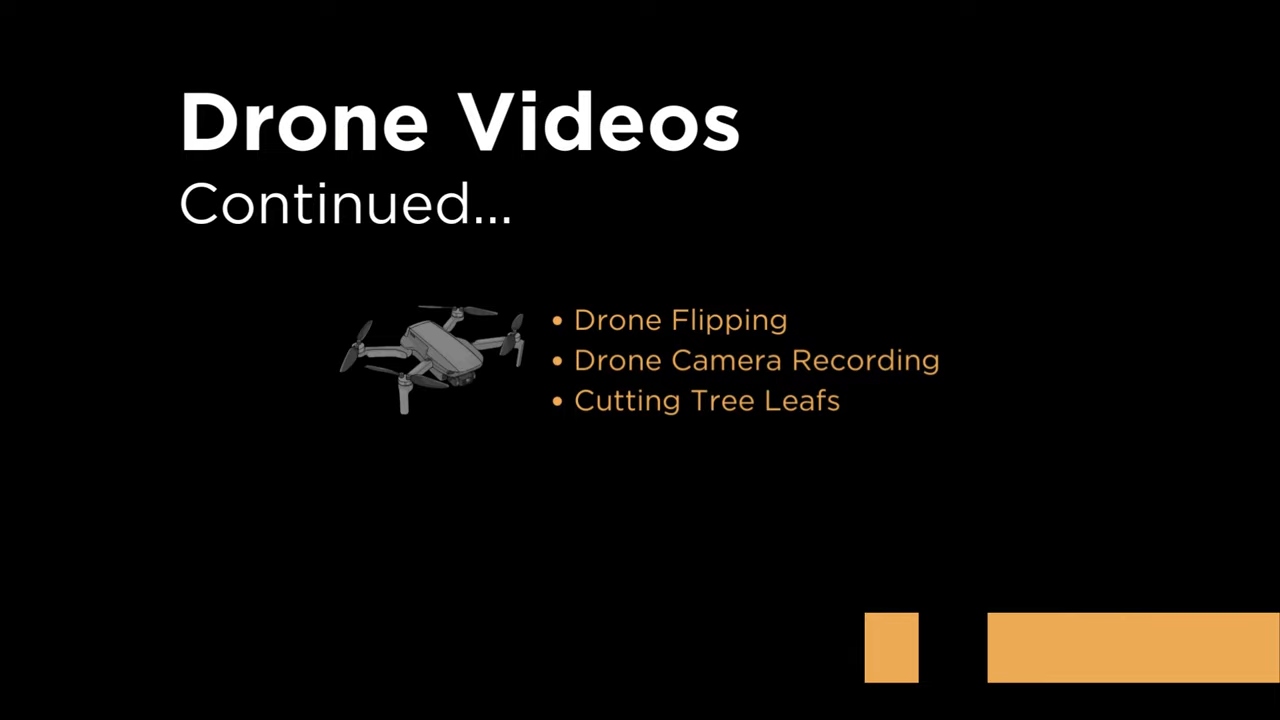 Drone Videos
Continued...
• Drone Flipping
• Drone Camera Recording
• Cutting Tree Leafs